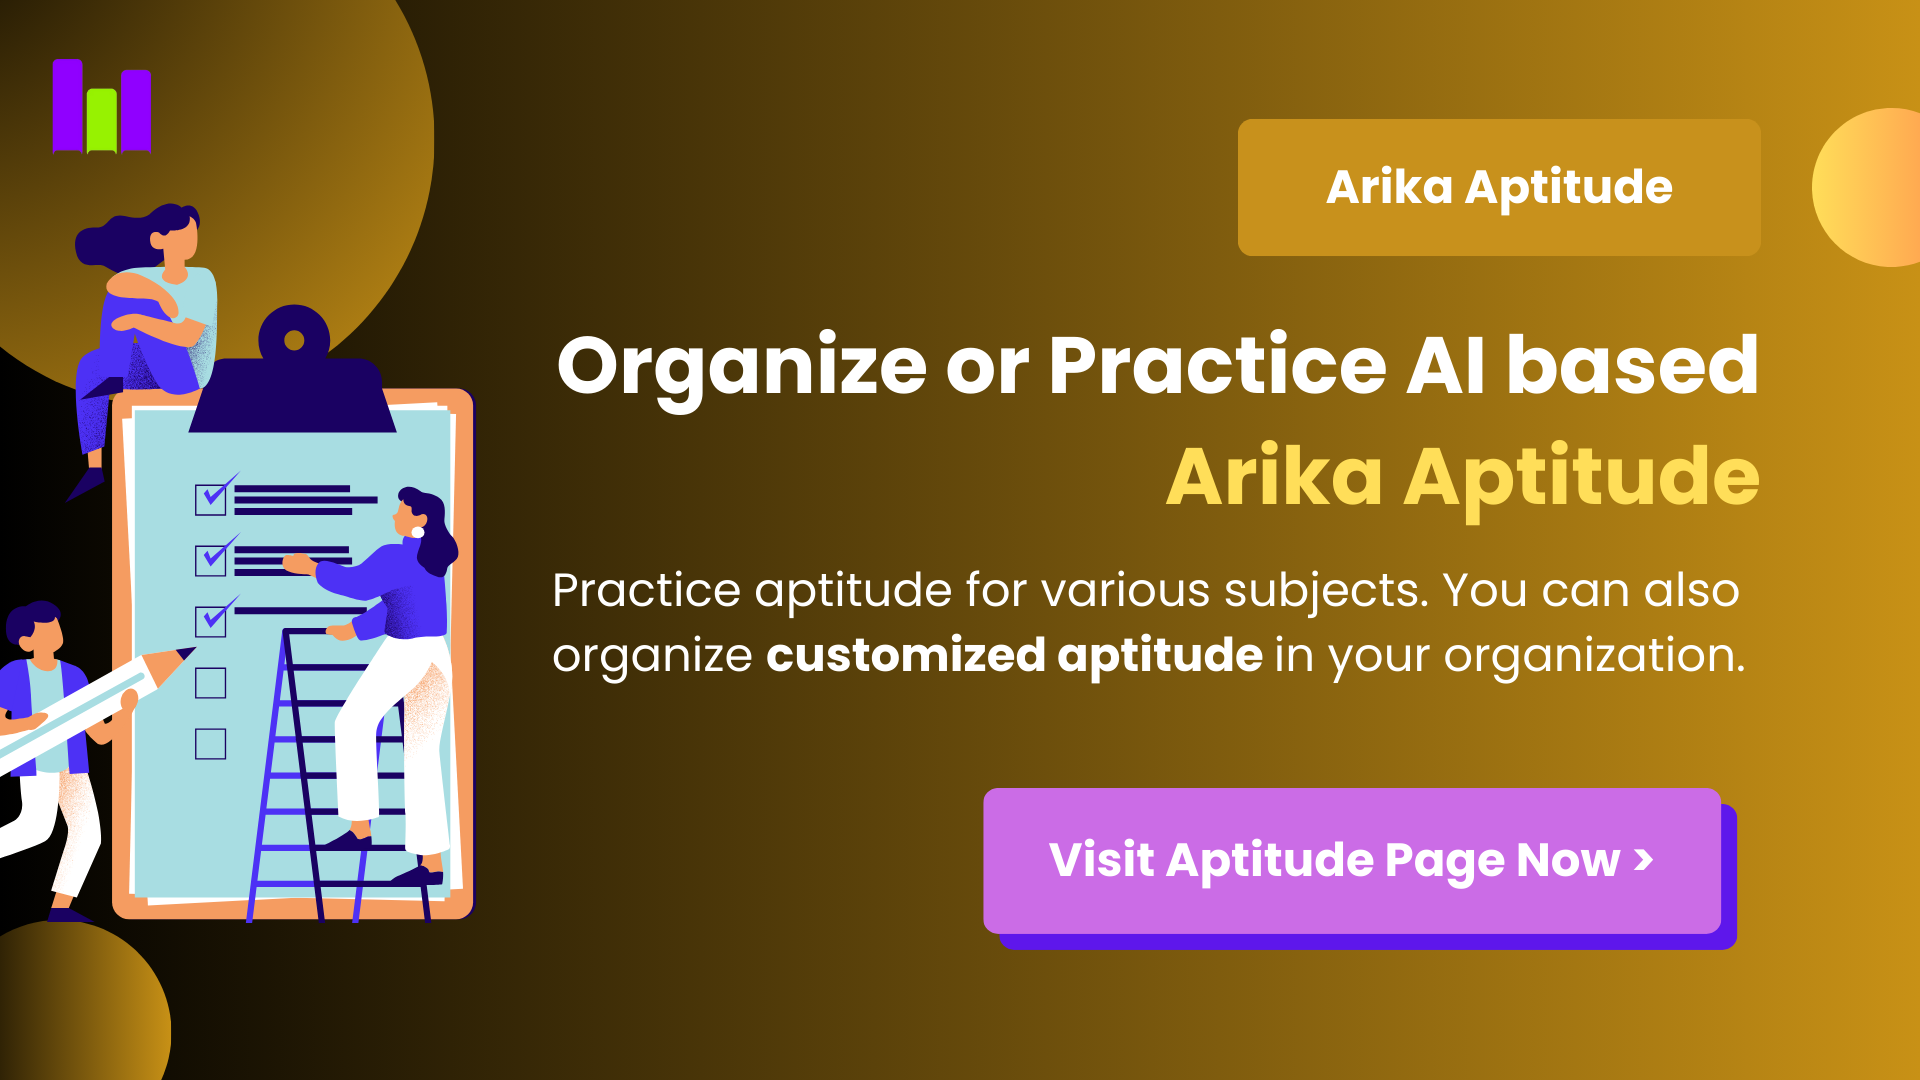 Arika Aptitude
Organize or Practice AI based
Arika Aptitude
Practice aptitude for various subjects. You can also
organize customized aptitude in your organization.
Visit Aptitude Page Now >